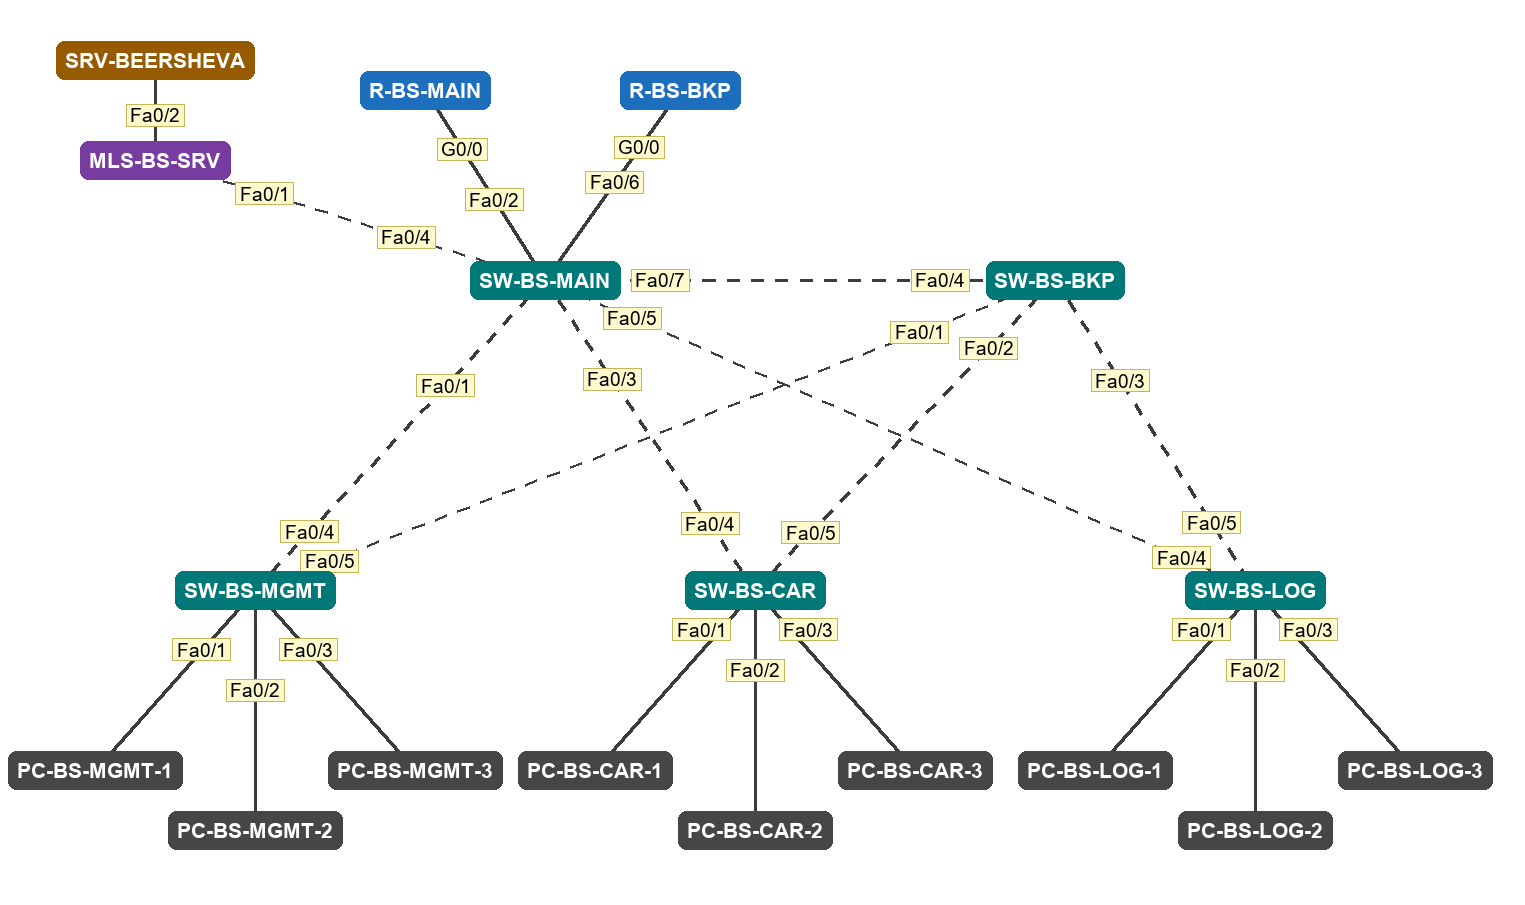 SRV-BEERSHEVA
R-BS-MAIN
R-BS-BKP
Fa0/2
G0/0
G0/0
MLS-BS-SRV
Fa0/1
Fa0/2
Fa0/6
Fa0/4
SW-BS-MAIN
Fa0/7
Fa0/4
SW-BS-BKP
Fa0/5
Fa0/1
Fa0/2
Fa0/1
Fa0/3
Fa0/3
Fa0/4
Fa0/5
Fa0/4
Fa0/5
Fa0/5
Fa0/4
SW-BS-MGMT
SW-BS-CAR
SW-BS-LOG
Fa0/1
Fa0/2
Fa0/3
Fa0/1
Fa0/2
Fa0/3
Fa0/1
Fa0/2
Fa0/3
PC-BS-MGMT-1
PC-BS-MGMT-3
PC-BS-CAR-1
PC-BS-CAR-3
PC-BS-LOG-1
PC-BS-LOG-3
PC-BS-MGMT-2
PC-BS-CAR-2
PC-BS-LOG-2